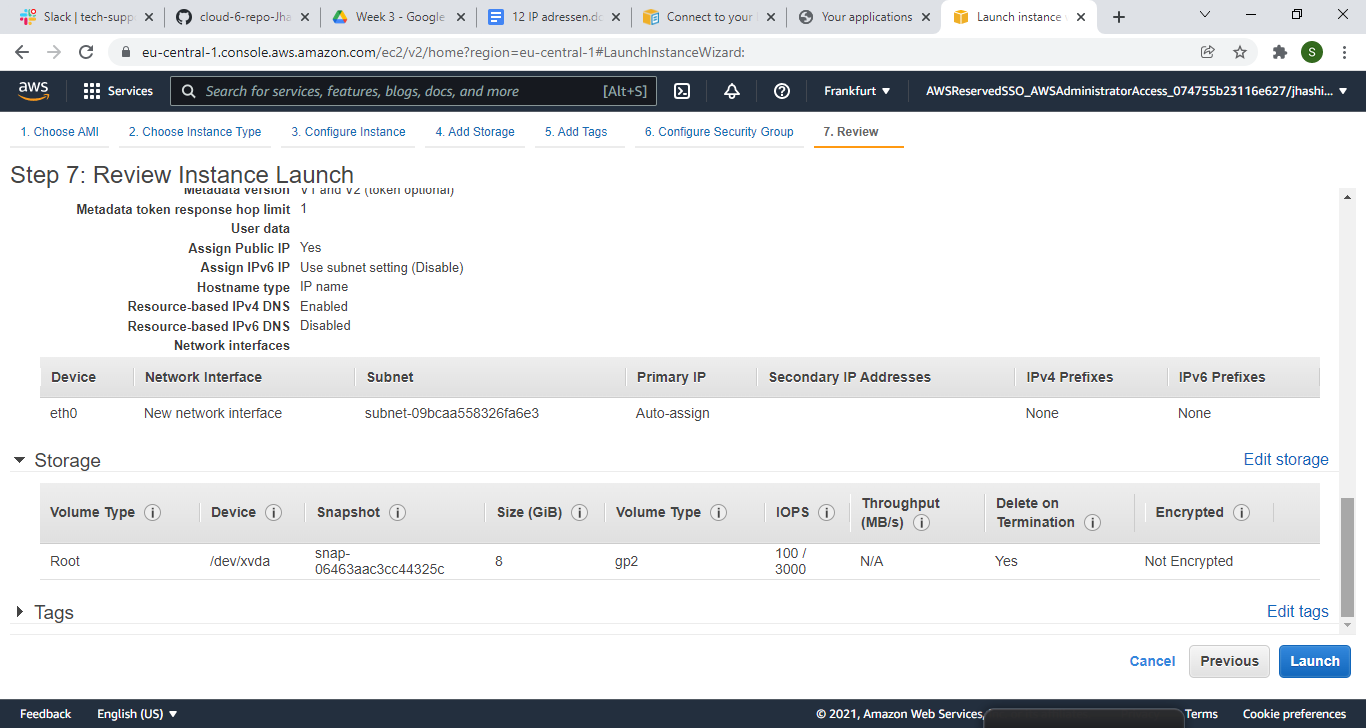 Slack | tech-supp
cloud-6-repo-Jha
Week 3 - Google
12 IP adressen.do
Connect to your
Your applications
Launch instance
eu-central-1.console.aws.amazon.com/ec2/v2/home?region=eu-central-1#LaunchInstanceWizard:
S
aws
Services
Search for services, features, blogs, docs, and more
[Alt+S]
Frankfurt
AWSReservedSSO_AWSAdministratorAccess_074755b23116e627/jhashi...
1. Choose AMI
2. Choose Instance Type
3. Configure Instance
4. Add Storage
5. Add Tags
6. Configure Security Group
7. Review
Step 7: Review Instance Launch
Metadata version V1 and V2 (token optional)
Metadata token response hop limit 1
User data
Assign Public IP Yes
Assign IPv6 IP Use subnet setting (Disable)
Hostname type IP name
Resource-based IPv4 DNS Enabled
Resource-based IPv6 DNS Disabled
Network interfaces
Device Network Interface Subnet Primary IP Secondary IP Addresses IPv4 Prefixes IPv6 Prefixes
eth0 New network interface subnet-09bcaa558326fa6e3 Auto-assign None None
Storage
Edit storage
Volume Type Device Snapshot Size (GiB) Volume Type IOPS Throughput (MB/s) Delete on Termination Encrypted
Root /dev/xvda snap-06463aac3cc44325c 8 gp2 100 / 3000 N/A Yes Not Encrypted
Tags
Edit tags
Cancel
Previous
Launch
Feedback
English (US)
© 2021, Amazon Web Services,
Terms
Cookie preferences